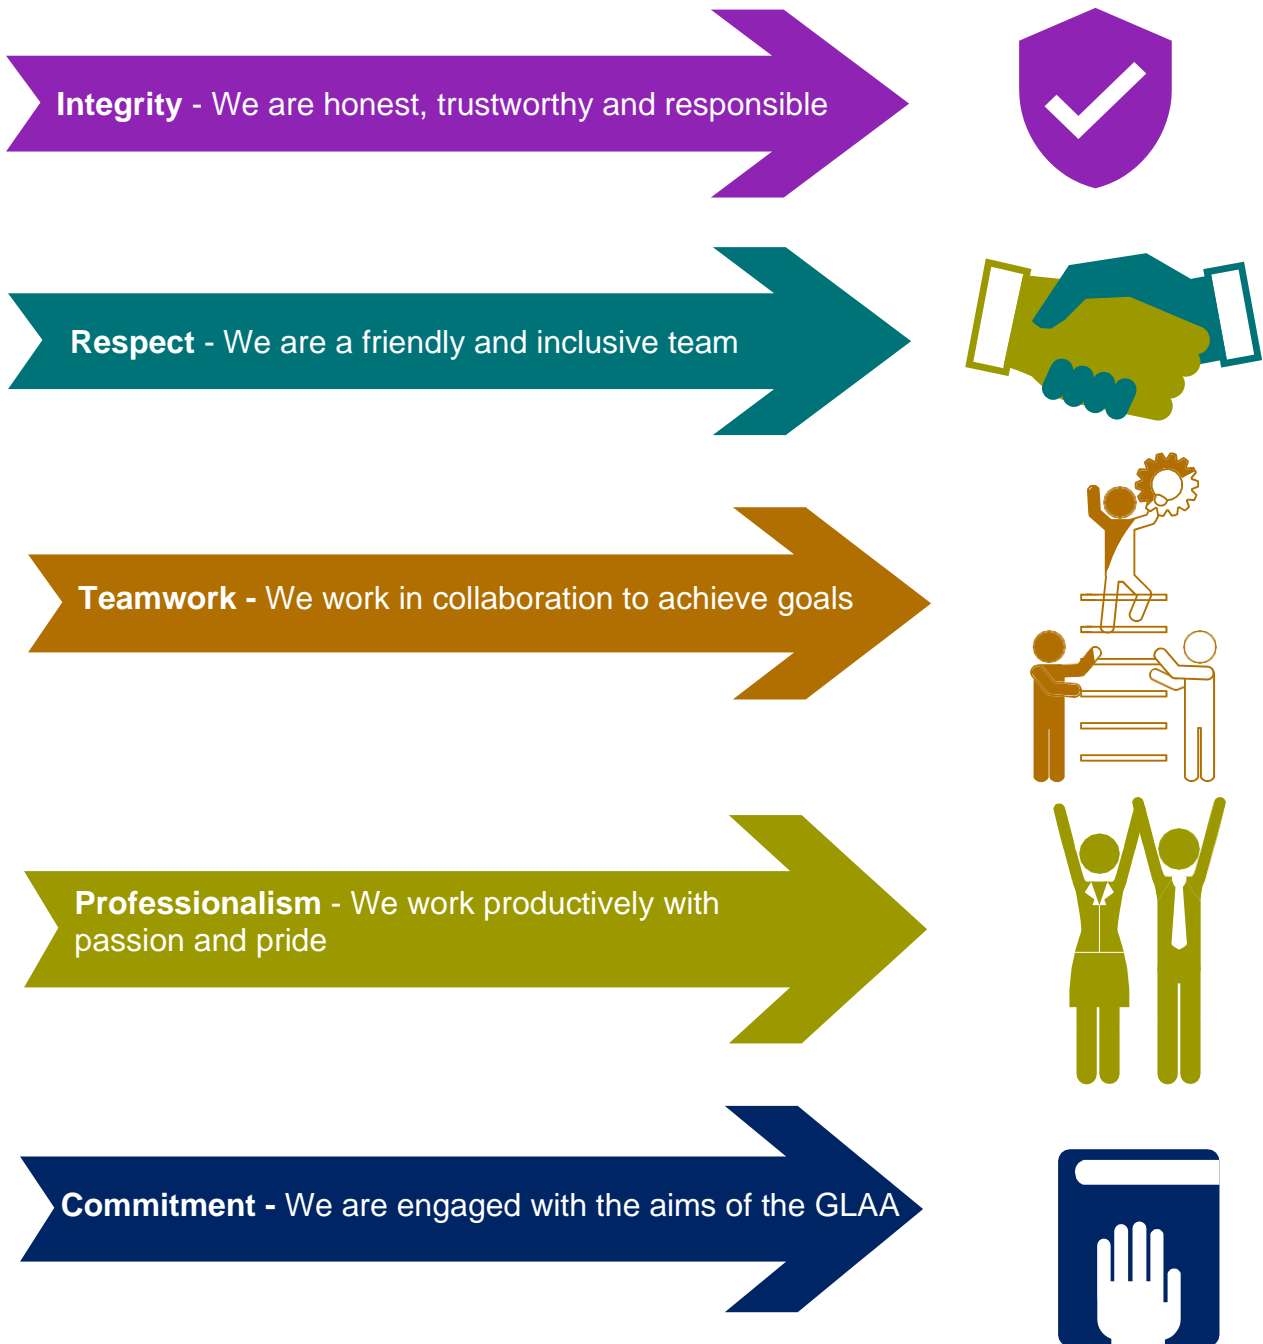 Integrity - We are honest, trustworthy and responsible
Respect - We are a friendly and inclusive team
Teamwork - We work in collaboration to achieve goals
Professionalism - We work productively with
passion and pride
Commitment - We are engaged with the aims of the GLAA